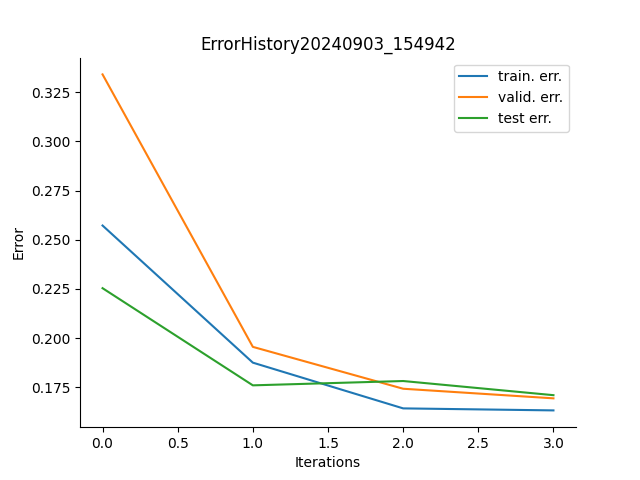 ErrorHistory20240903_154942
train. err.
valid. err.
test err.
Error
0.325
0.300
0.275
0.250
0.225
0.200
0.175
0.0 0.5 1.0 1.5 2.0 2.5 3.0
Iterations